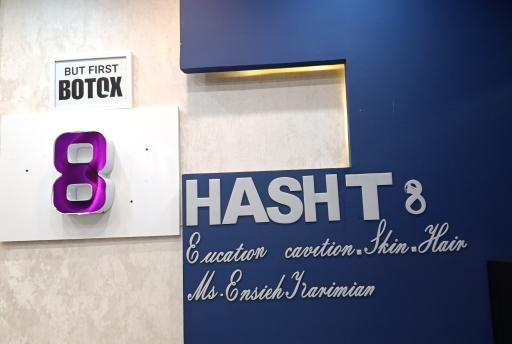 BUT FIRST
BOTOX
8
HASHT 8
Eucation cavition.Skin.Hair
Ms.Ensieh Karimian